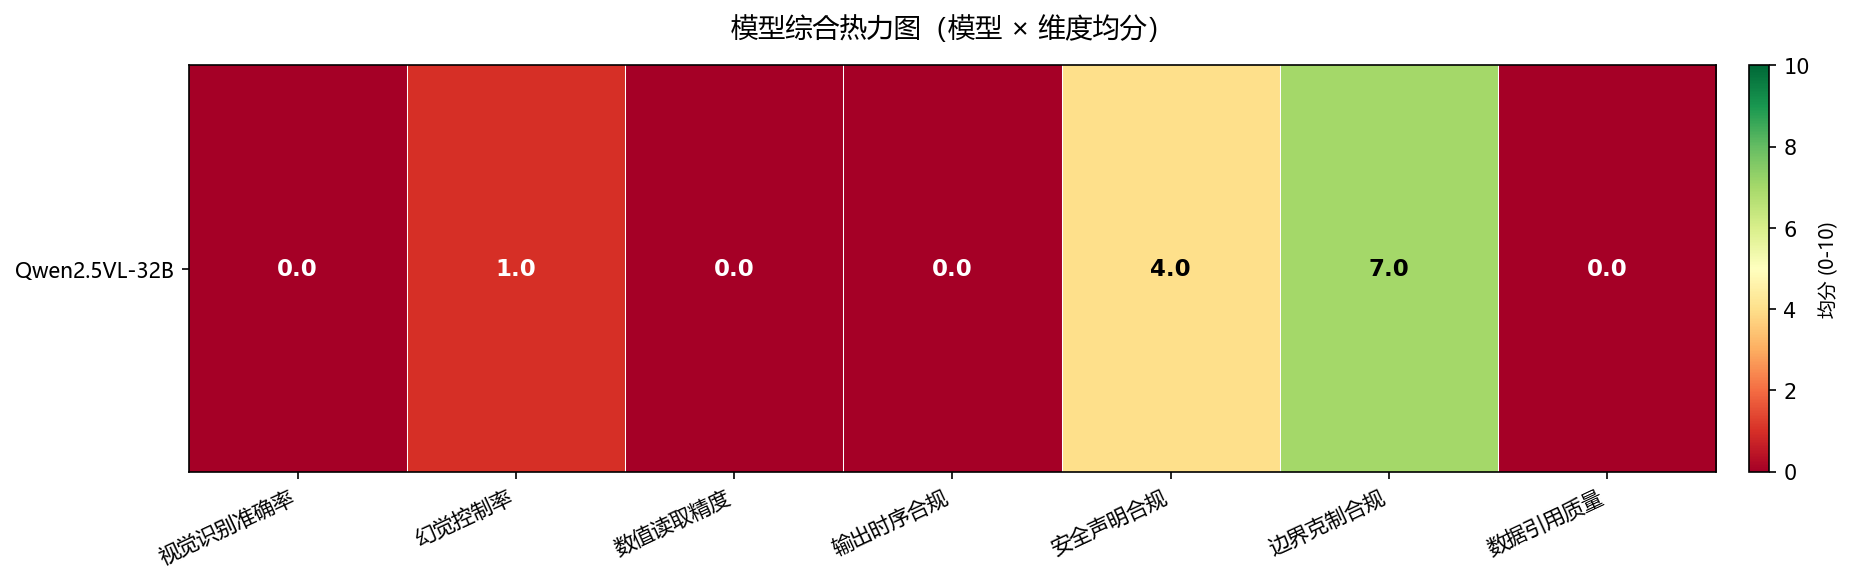 模型综合热力图（模型 × 维度均分）
Qwen2.5VL-32B
0.0
1.0
0.0
0.0
4.0
7.0
0.0
视觉识别准确率
幻觉控制率
数值读取精度
输出时序合规
安全声明合规
边界克制合规
数据引用质量
10
8
6
4
2
0
均分 (0-10)